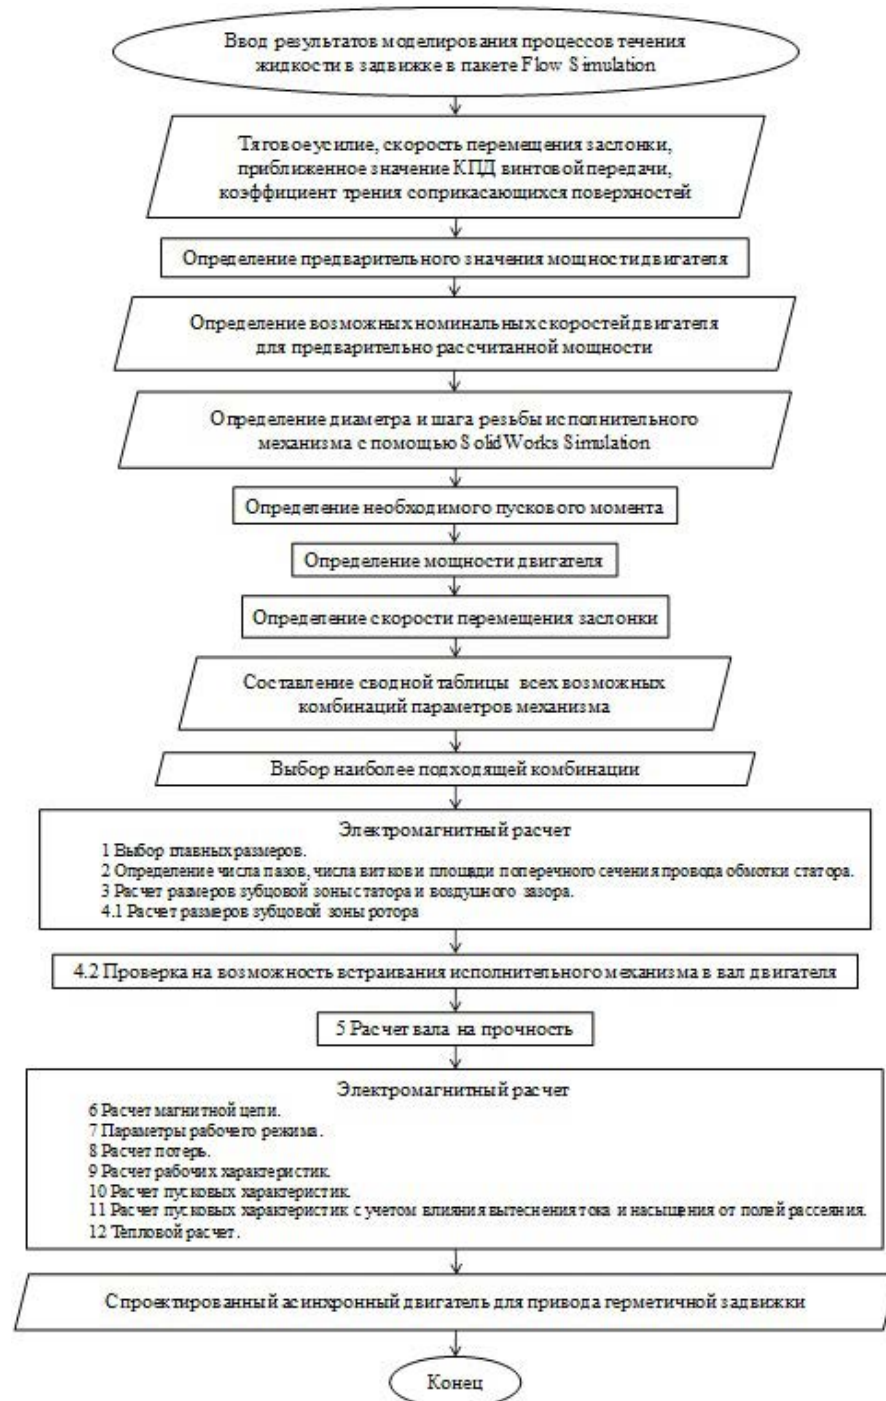 Ввод результатов моделирования процессов течения
жидкости в задвижке в пакете Flow Simulation
Тяговое усилие, скорость перемещения заслонки,
приближенное значение КПД винтовой передачи,
коэффициент трения соприкасающихся поверхностей
Определение предварительного значения мощности двигателя
Определение возможных номинальных скоростей двигателя
для предварительно рассчитанной мощности
Определение диаметра и шага резьбы исполнительного
механизма с помощью SolidWorks Simulation
Определение необходимого пускового момента
Определение мощности двигателя
Определение скорости перемещения заслонки
Составление сводной таблицы всех возможных
комбинаций параметров механизма
Выбор наиболее подходящей комбинации
Электромагнитный расчет
1 Выбор главных размеров.
2 Определение числа пазов, числа витков и площади поперечного сечения провода обмотки статора.
3 Расчет размеров зубцовой зоны статора и воздушного зазора.
4.1 Расчет размеров зубцовой зоны ротора
4.2 Проверка на возможность встраивания исполнительного механизма в вал двигателя
5 Расчет вала на прочность
Электромагнитный расчет
6 Расчет магнитной цепи.
7 Параметры рабочего режима.
8 Расчет потерь.
9 Расчет рабочих характеристик.
10 Расчет пусковых характеристик.
11 Расчет пусковых характеристик с учетом влияния вытеснения тока и насыщения от полей рассеяния.
12 Тепловой расчет.
Спроектированный асинхронный двигатель для привода герметичной задвижки
Конец